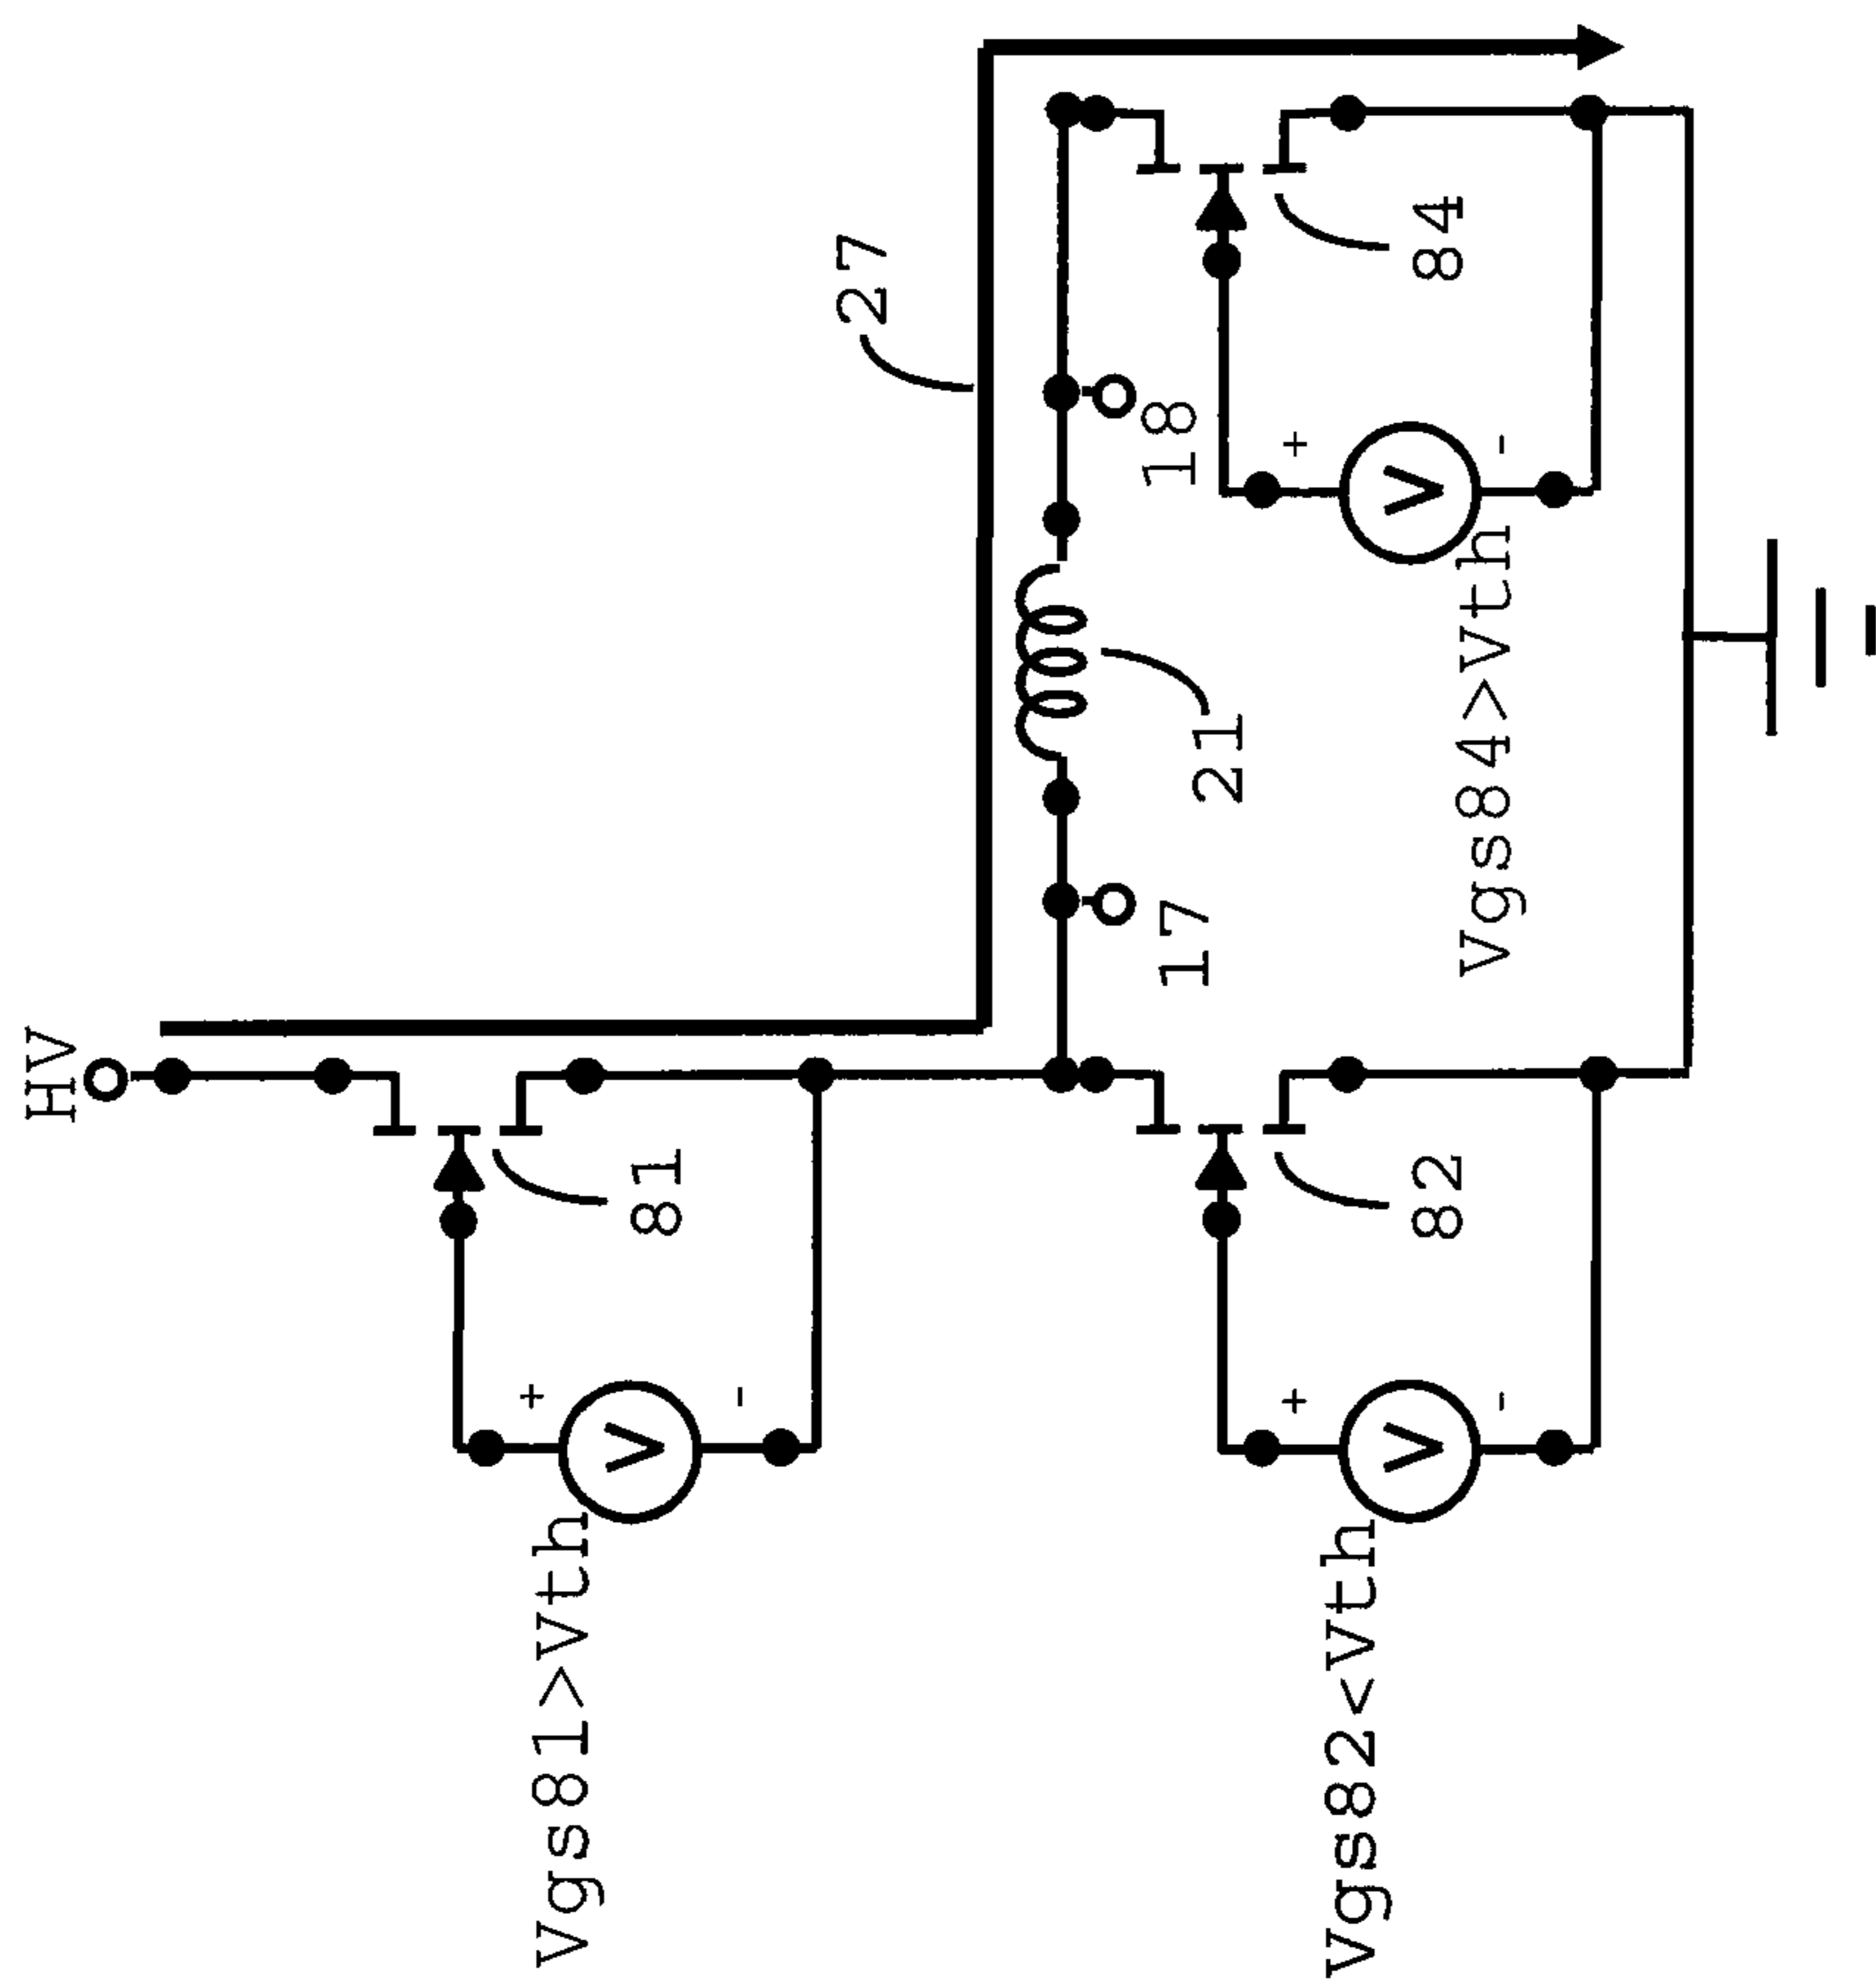 HV
27
81
+
V
-
Vgs81>Vth
17
21
18
84
+
V
-
Vgs84>Vth
82
+
V
-
Vgs82<Vth